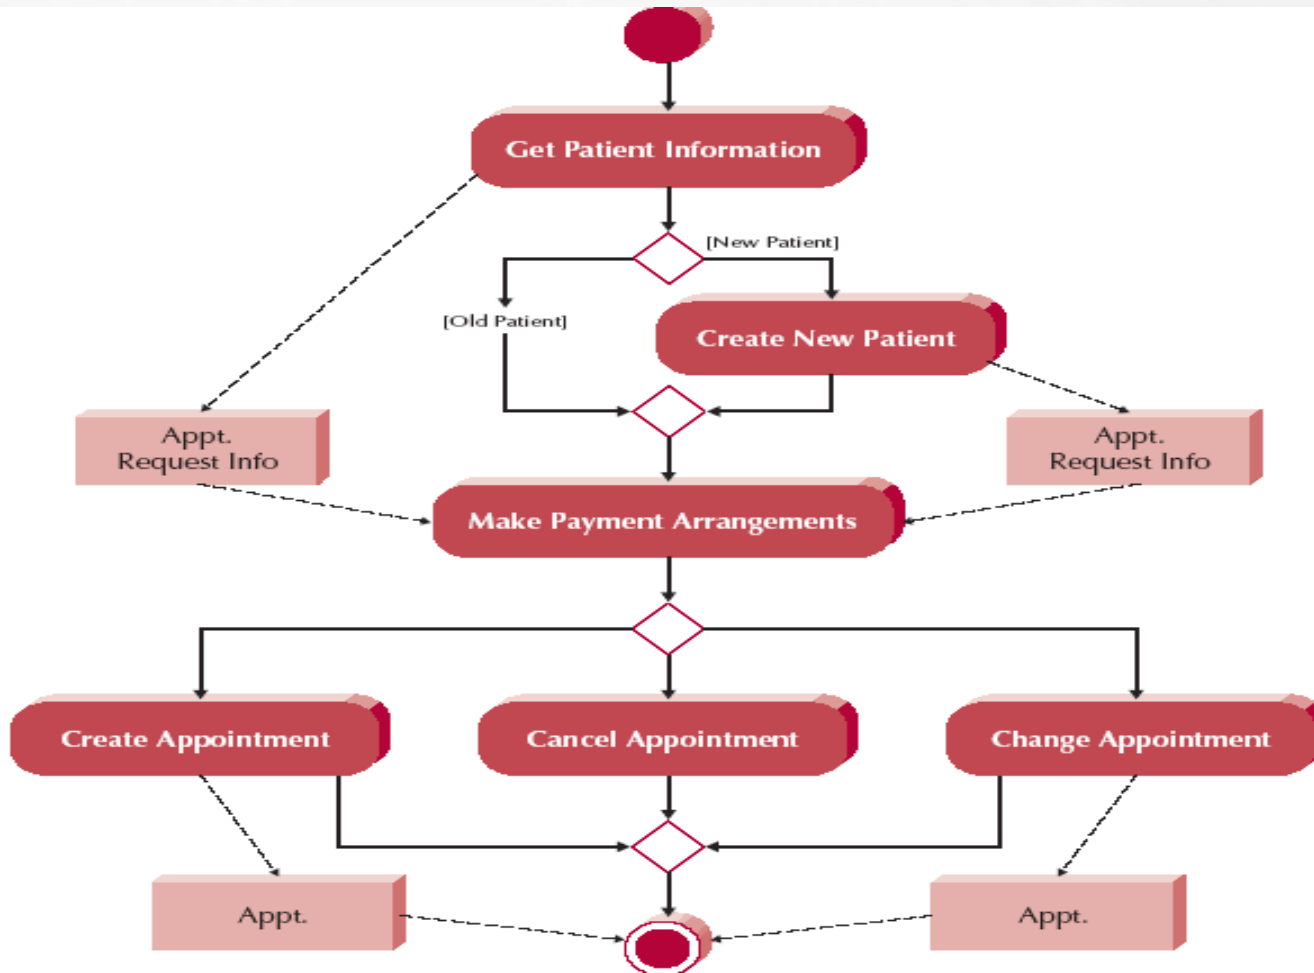 Get Patient Information
[New Patient]
[Old Patient]
Create New Patient
Appt.
Request Info
Appt.
Request Info
Make Payment Arrangements
Create Appointment
Cancel Appointment
Change Appointment
Appt.
Appt.